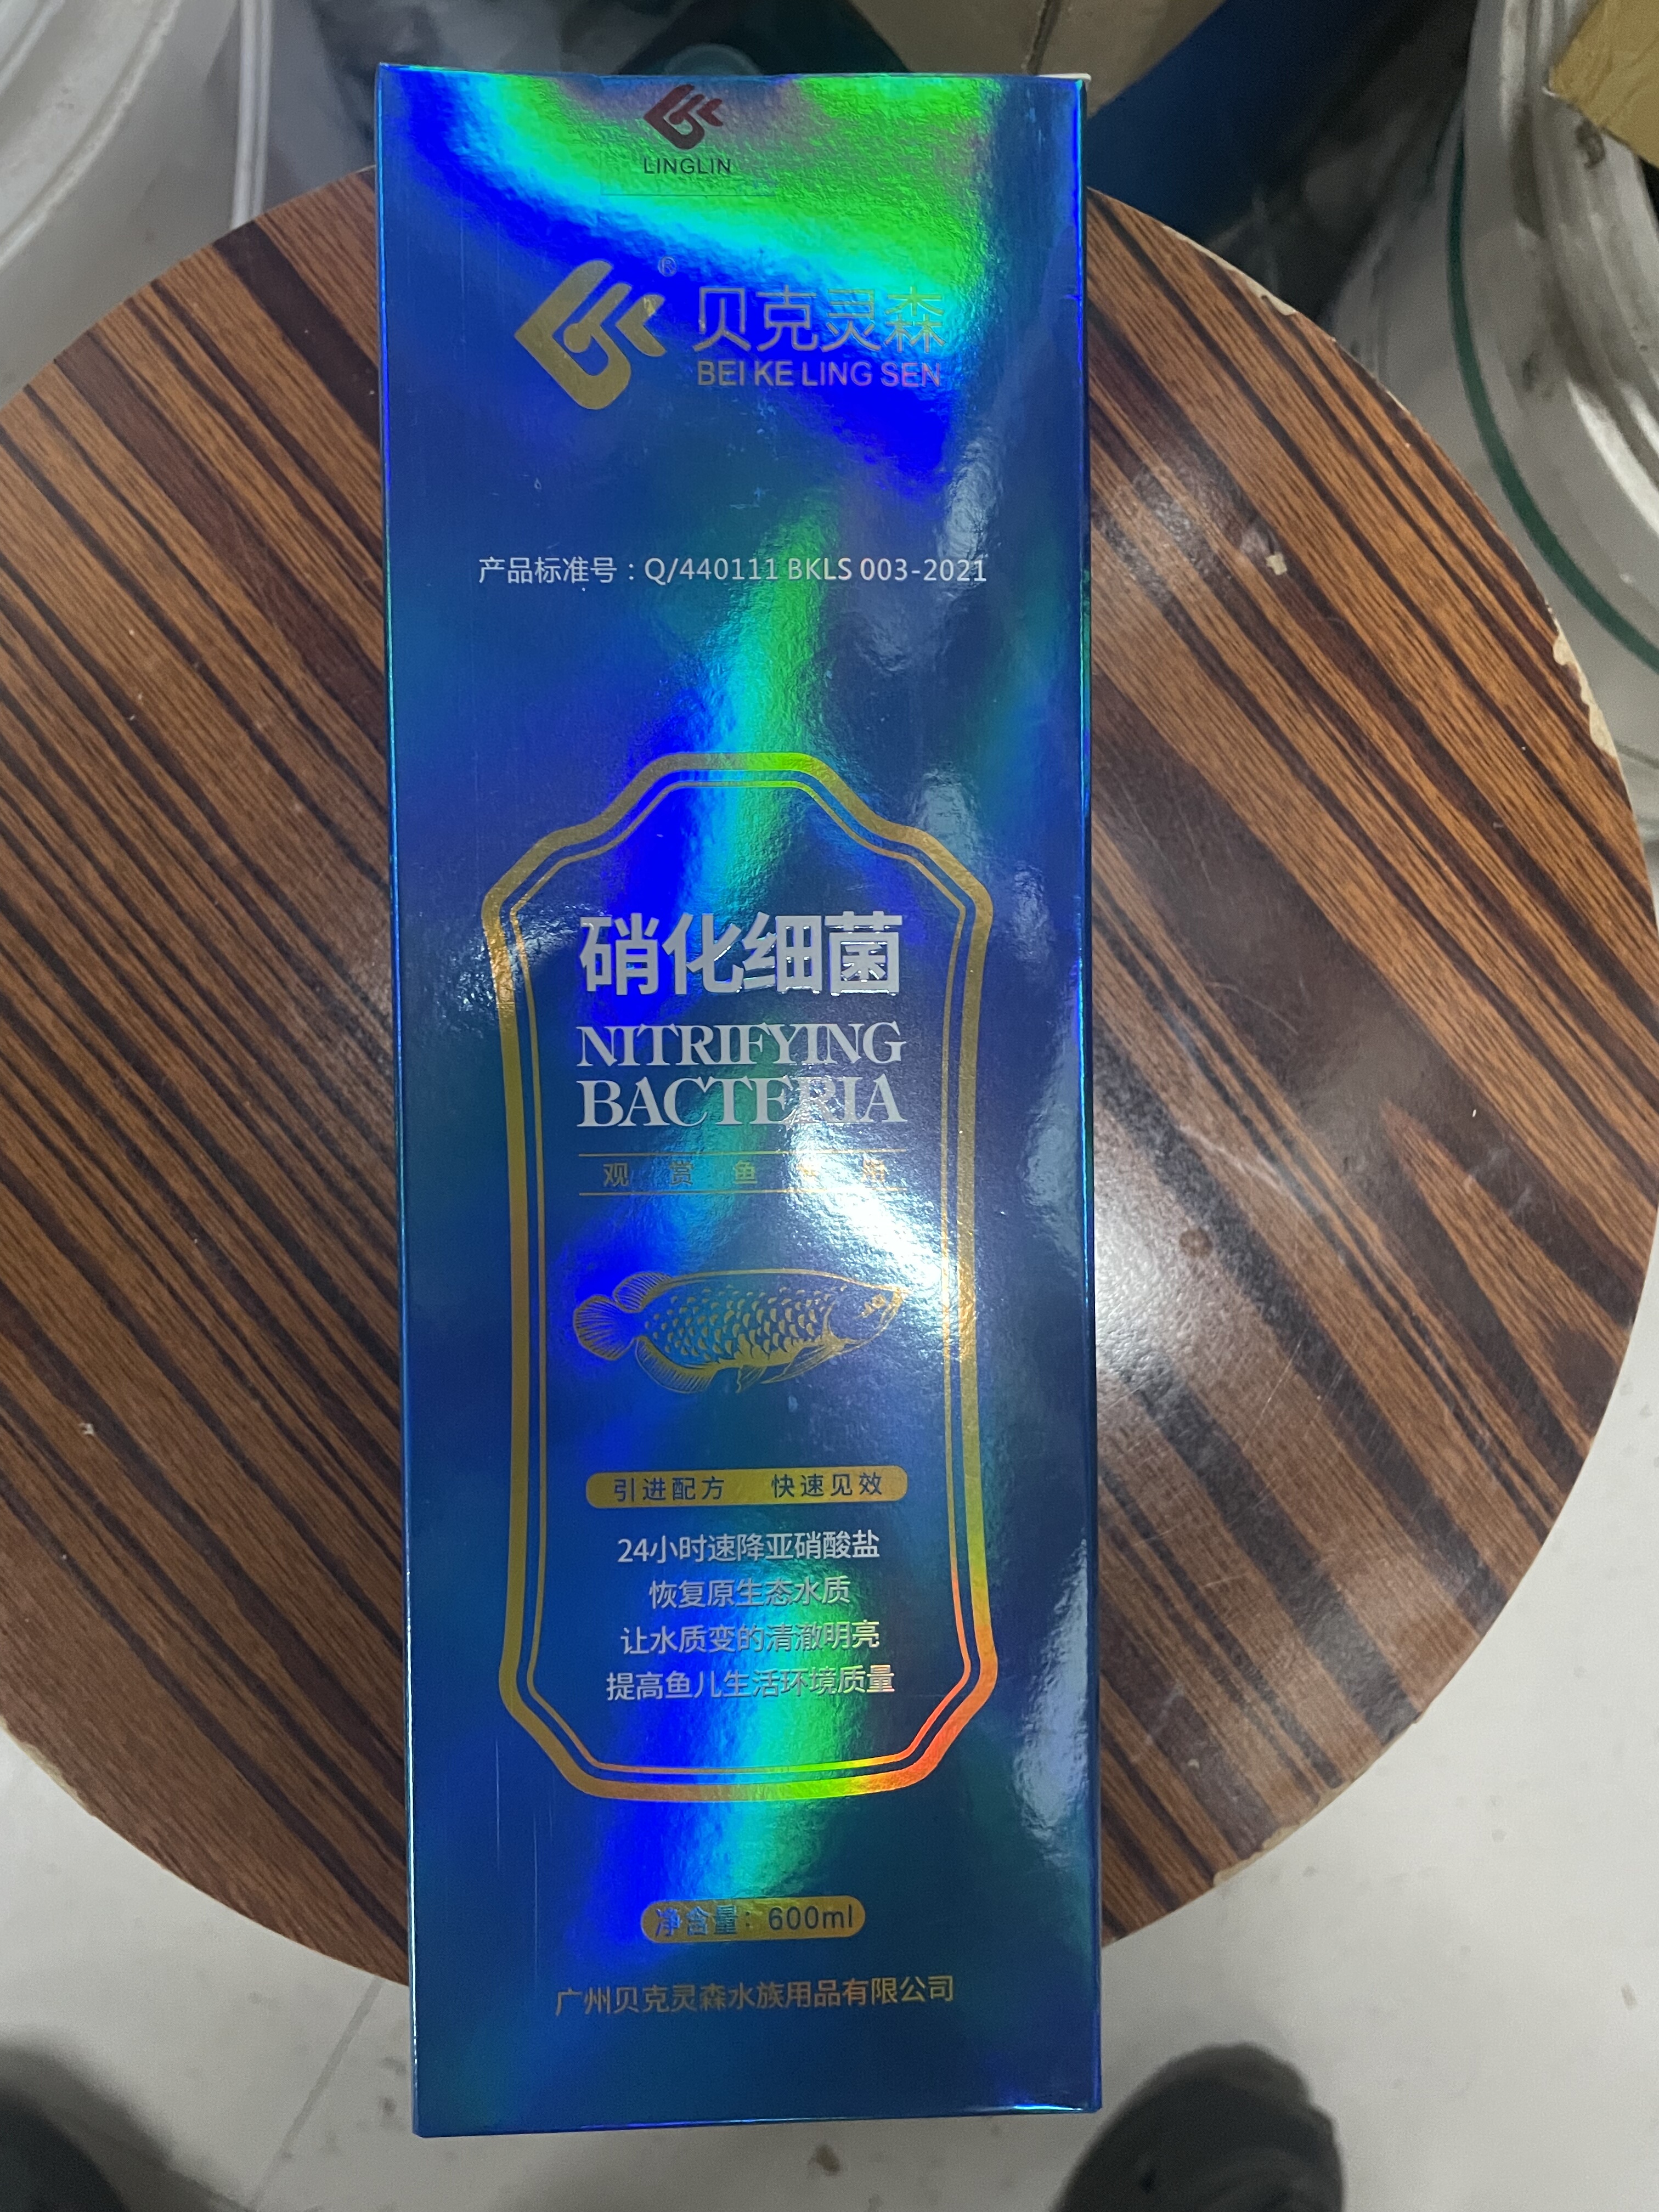 LINGLIN
®
贝克灵森
BEI KE LING SEN
产品标准号：Q/440111 BKLS 003-2021
硝化细菌
NITRIFYING
BACTERIA
观赏鱼
引进配方 快速见效
24小时速降亚硝酸盐
恢复原生态水质
让水质变的清澈明亮
提高鱼儿生活环境质量
净含量：600ml
广州贝克灵森水族用品有限公司